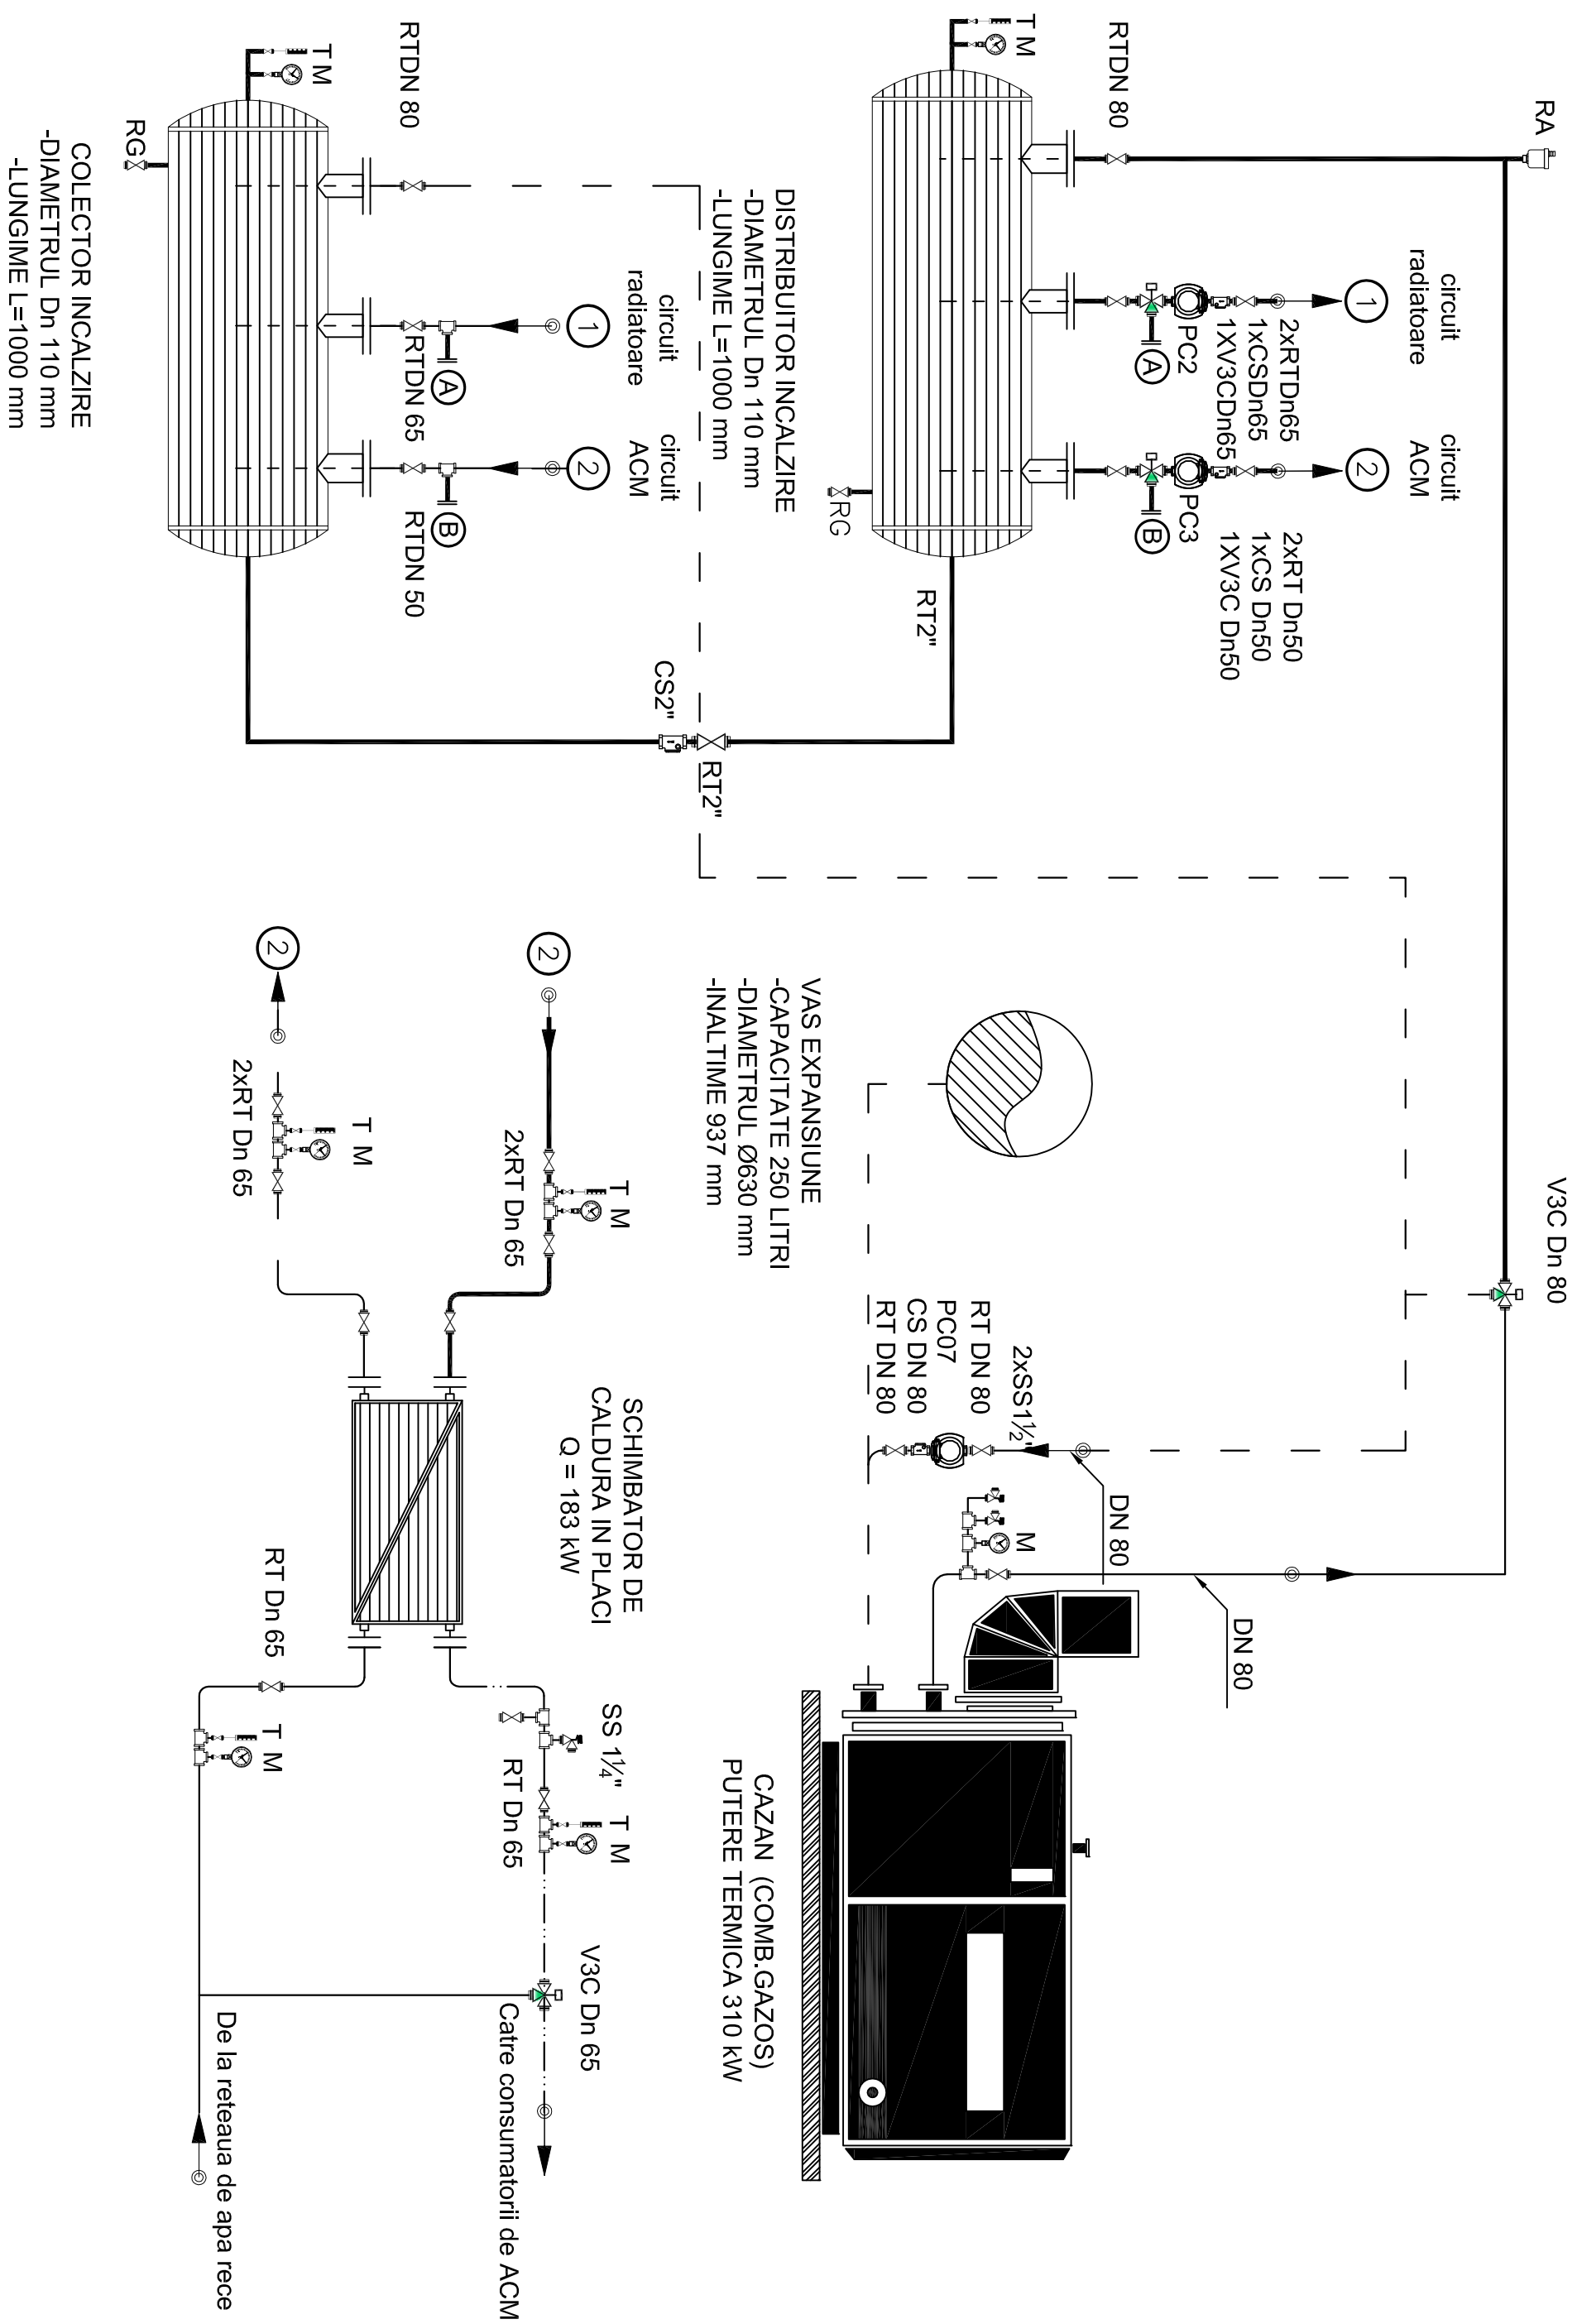 RA
V3C Dn 80
circuit
radiatoare
circuit
ACM
1
2
2xRTDn65
1xCSDn65
1XV3CDn65
2xRT Dn50
1xCS Dn50
1XV3C Dn50
PC2
PC3
A
B
RTDN 80
T M
RG
RT2"
DISTRIBUITOR INCALZIRE
-DIAMETRUL Dn 110 mm
-LUNGIME L=1000 mm
DN 80
DN 80
2xSS1½"
M
RT DN 80
PC07
CS DN 80
RT DN 80
VAS EXPANSIUNE
-CAPACITATE 250 LITRI
-DIAMETRUL Ø630 mm
-INALTIME 937 mm
CAZAN (COMB.GAZOS)
PUTERE TERMICA 310 kW
RT2"
CS2"
circuit
radiatoare
circuit
ACM
1
2
A
B
RTDN 80
RTDN 65
RTDN 50
T M
RG
COLECTOR INCALZIRE
-DIAMETRUL Dn 110 mm
-LUNGIME L=1000 mm
2
T M
2xRT Dn 65
SCHIMBATOR DE
CALDURA IN PLACI
Q = 183 kW
SS 1¼"
T M
RT Dn 65
V3C Dn 65
Catre consumatorii de ACM
2
T M
2xRT Dn 65
RT Dn 65
T M
De la reteaua de apa rece